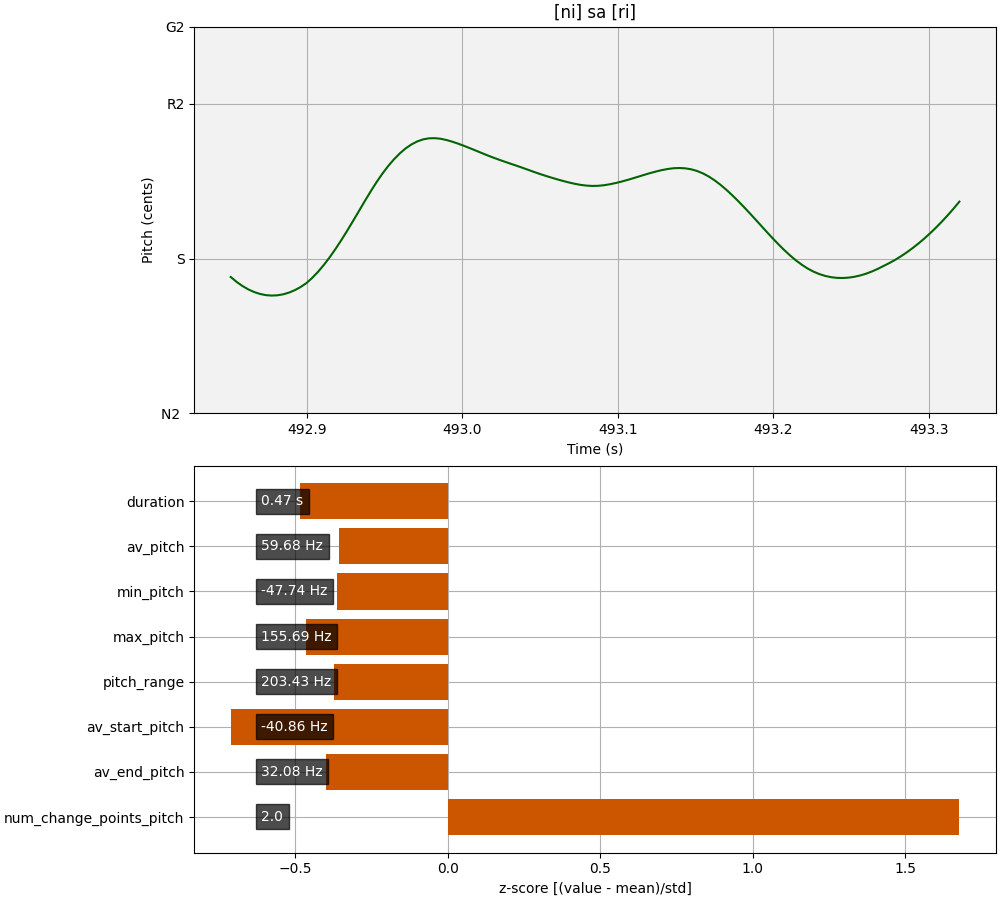 [ni] sa [ri]
G2
R2
S
N2
Pitch (cents)
492.9 493.0 493.1 493.2 493.3
Time (s)
duration 0.47 s
av_pitch 59.68 Hz
min_pitch -47.74 Hz
max_pitch 155.69 Hz
pitch_range 203.43 Hz
av_start_pitch -40.86 Hz
av_end_pitch 32.08 Hz
num_change_points_pitch 2.0
−0.5 0.0 0.5 1.0 1.5
z-score [(value - mean)/std]